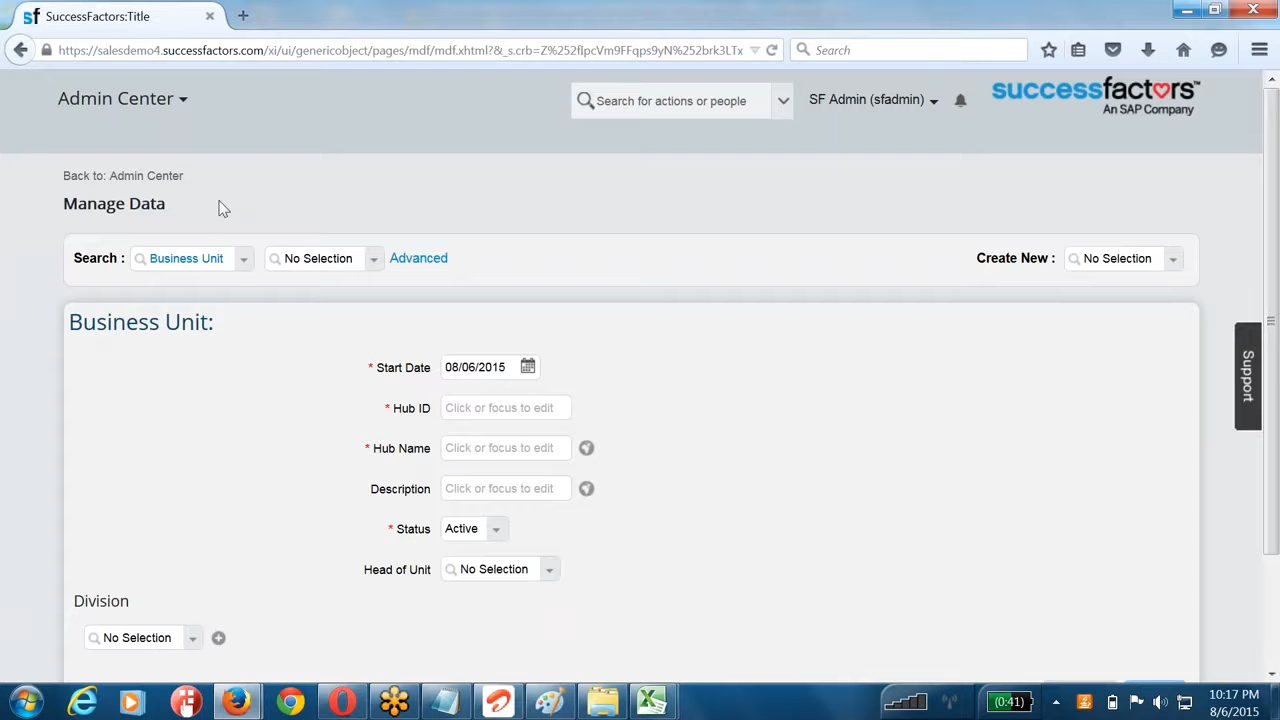 sf SuccessFactors:Title
https://salesdemo4.successfactors.com/xi/ui/genericobject/pages/mdf/mdf.xhtml?&_s.crb=Z%252flpcVm9FFqps9yN%252brk3LTx
Search
Admin Center
Search for actions or people
SF Admin (sfadmin)
successfactors™
An SAP Company
Back to: Admin Center
Manage Data
Search : Business Unit No Selection Advanced Create New : No Selection
Business Unit:
* Start Date 08/06/2015
* Hub ID Click or focus to edit
* Hub Name Click or focus to edit
Description Click or focus to edit
* Status Active
Head of Unit No Selection
Division
No Selection
Support
(0:41)
10:17 PM
8/6/2015